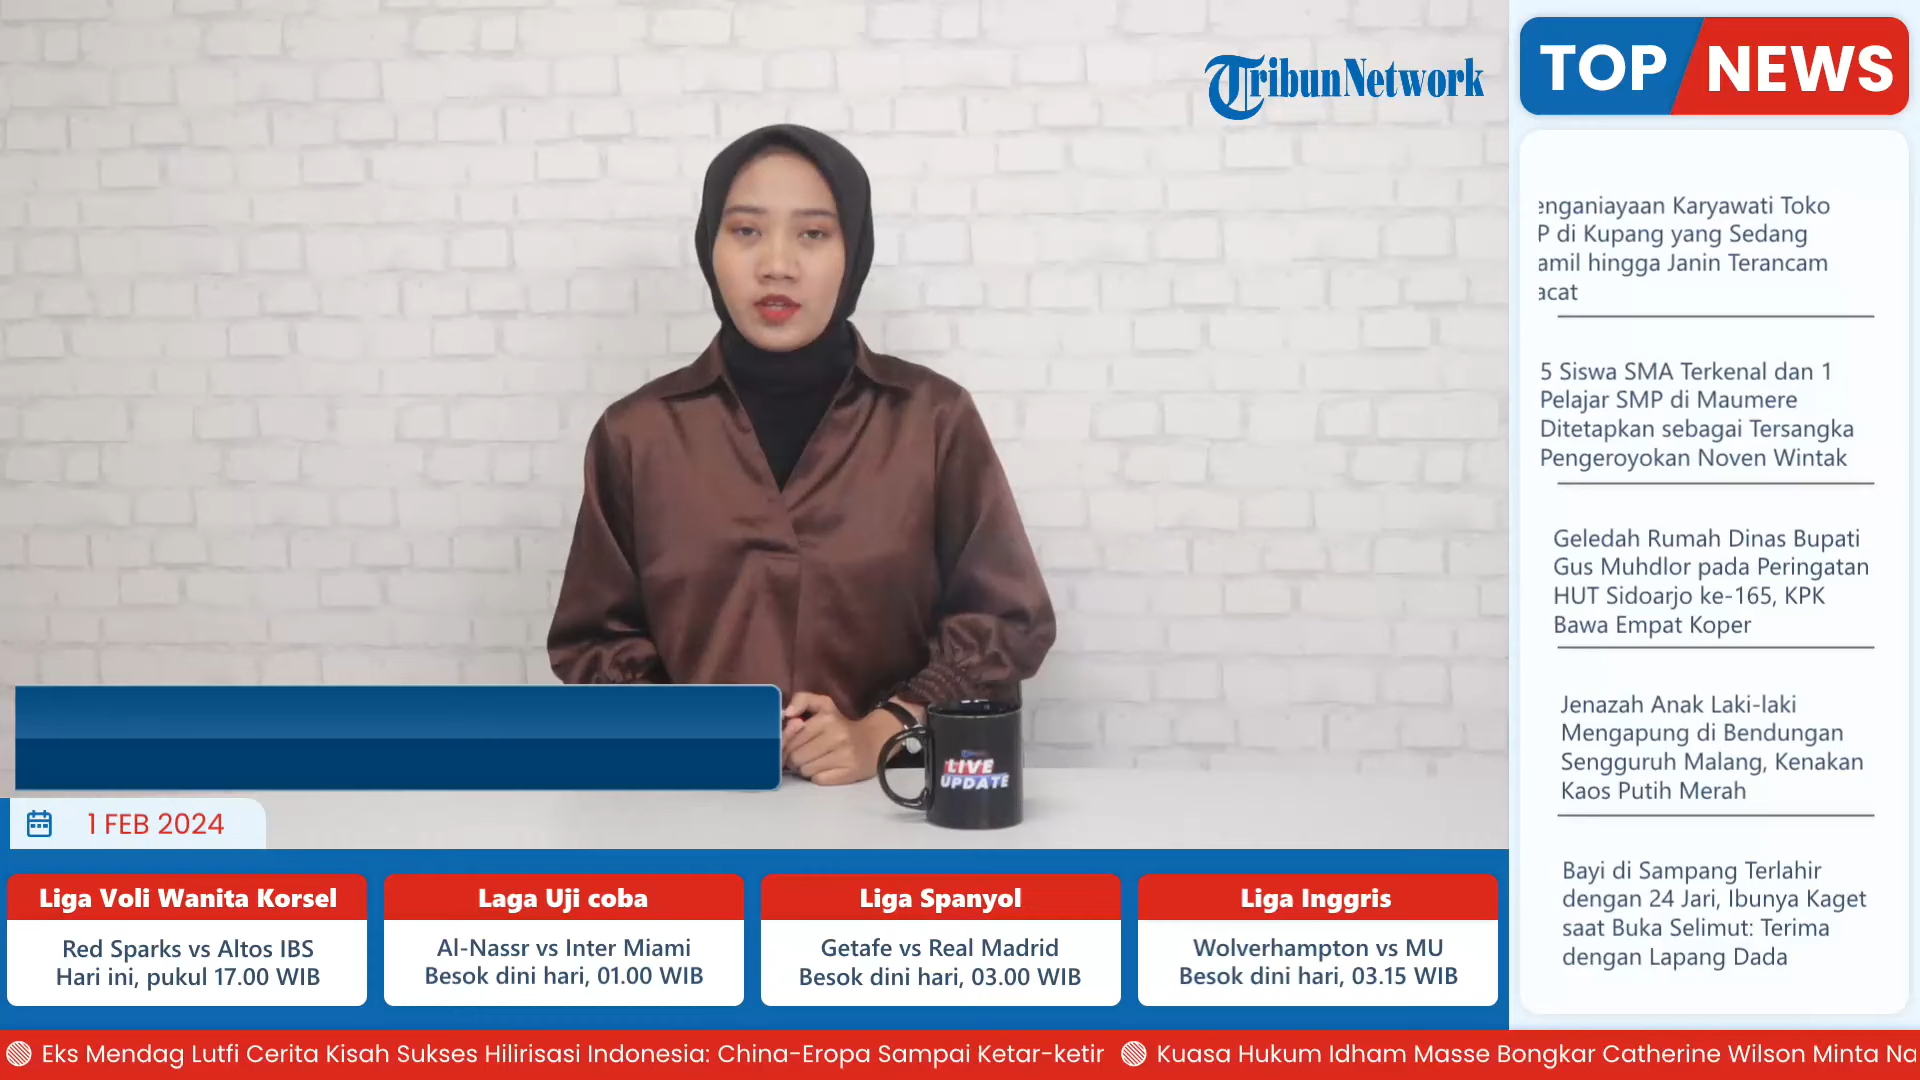 Tribun Network
TOP NEWS
enganiayaan Karyawati Toko
P di Kupang yang Sedang
amil hingga Janin Terancam
acat
5 Siswa SMA Terkenal dan 1
Pelajar SMP di Maumere
Ditetapkan sebagai Tersangka
Pengeroyokan Noven Wintak
Geledah Rumah Dinas Bupati
Gus Muhdlor pada Peringatan
HUT Sidoarjo ke-165, KPK
Bawa Empat Koper
Jenazah Anak Laki-laki
Mengapung di Bendungan
Sengguruh Malang, Kenakan
Kaos Putih Merah
Bayi di Sampang Terlahir
dengan 24 Jari, Ibunya Kaget
saat Buka Selimut: Terima
dengan Lapang Dada
LIVE
UPDATE
1 FEB 2024
Liga Voli Wanita Korsel
Red Sparks vs Altos IBS
Hari ini, pukul 17.00 WIB
Laga Uji coba
Al-Nassr vs Inter Miami
Besok dini hari, 01.00 WIB
Liga Spanyol
Getafe vs Real Madrid
Besok dini hari, 03.00 WIB
Liga Inggris
Wolverhampton vs MU
Besok dini hari, 03.15 WIB
Eks Mendag Lutfi Cerita Kisah Sukses Hilirisasi Indonesia: China-Eropa Sampai Ketar-ketir
Kuasa Hukum Idham Masse Bongkar Catherine Wilson Minta Na